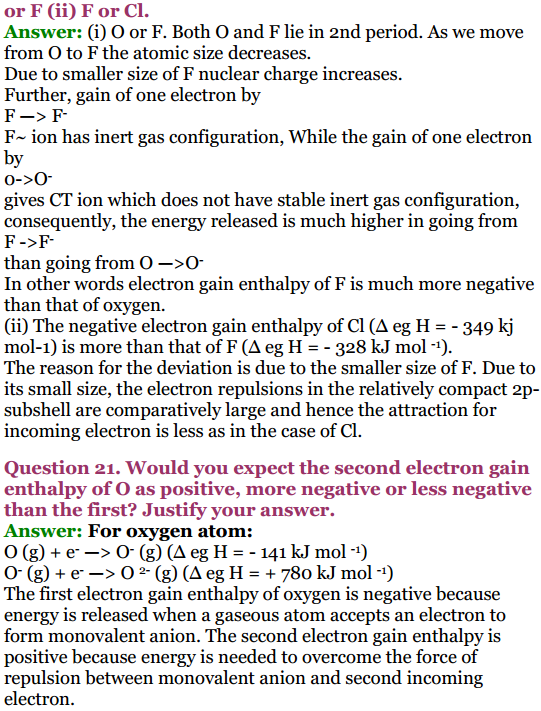 or F (ii) F or Cl.
Answer: (i) O or F. Both O and F lie in 2nd period. As we move
from O to F the atomic size decreases.
Due to smaller size of F nuclear charge increases.
Further, gain of one electron by
F —> F-
F~ ion has inert gas configuration, While the gain of one electron
by
o->O-
gives CT ion which does not have stable inert gas configuration,
consequently, the energy released is much higher in going from
F ->F-
than going from O —>O-
In other words electron gain enthalpy of F is much more negative
than that of oxygen.
(ii) The negative electron gain enthalpy of Cl (∆ eg H = - 349 kj
mol-1) is more than that of F (∆ eg H = - 328 kJ mol -1).
The reason for the deviation is due to the smaller size of F. Due to
its small size, the electron repulsions in the relatively compact 2p-
subshell are comparatively large and hence the attraction for
incoming electron is less as in the case of Cl.
Question 21. Would you expect the second electron gain
enthalpy of O as positive, more negative or less negative
than the first? Justify your answer.
Answer: For oxygen atom:
O (g) + e- —> O- (g) (∆ eg H = - 141 kJ mol -1)
O- (g) + e- —> O 2- (g) (∆ eg H = + 780 kJ mol -1)
The first electron gain enthalpy of oxygen is negative because
energy is released when a gaseous atom accepts an electron to
form monovalent anion. The second electron gain enthalpy is
positive because energy is needed to overcome the force of
repulsion between monovalent anion and second incoming
electron.